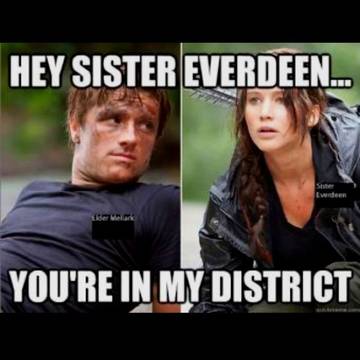 HEY SISTER EVERDEEN...
Elder Mellark
Sister
Everdeen
YOU'RE IN MY DISTRICT